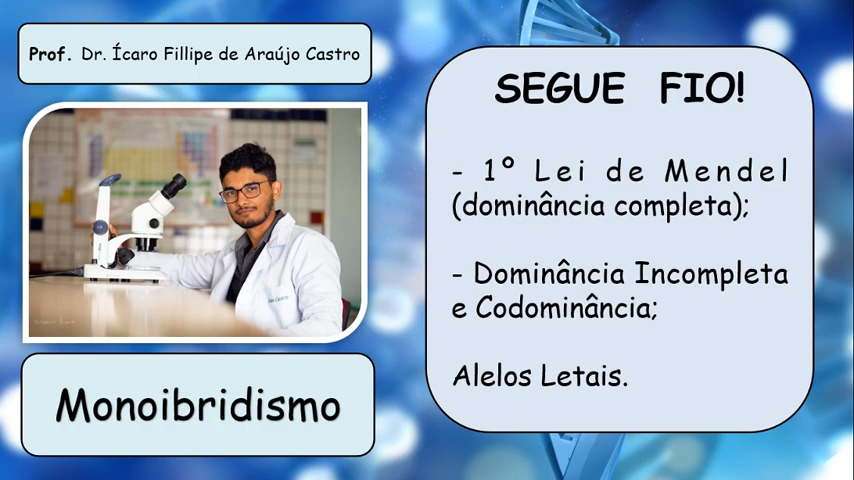 Prof. Dr. Ícaro Fillipe de Araújo Castro
Monoibridismo
SEGUE FIO!
- 1º Lei de Mendel
(dominância completa);
- Dominância Incompleta
e Codominância;
Alelos Letais.